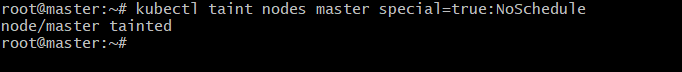 root@master:~# kubectl taint nodes master special=true:NoSchedule
node/master tainted
root@master:~#